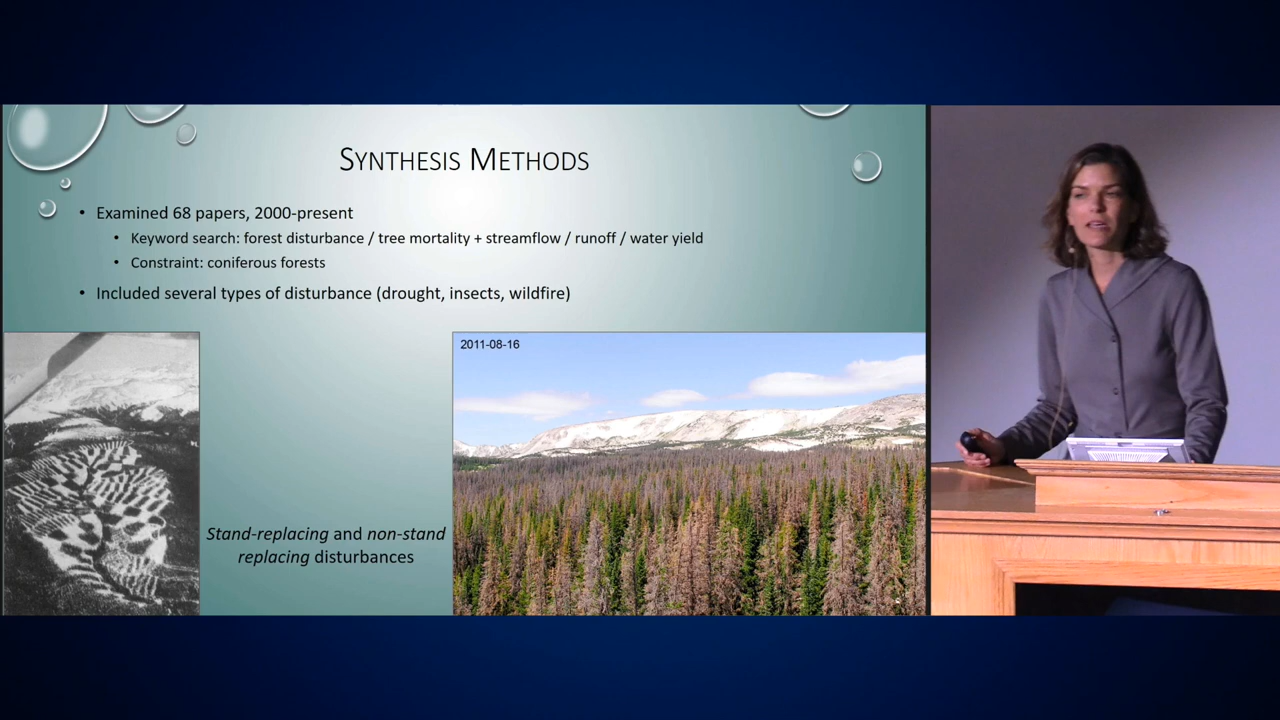 SYNTHESIS METHODS
• Examined 68 papers, 2000-present
• Keyword search: forest disturbance / tree mortality + streamflow / runoff / water yield
• Constraint: coniferous forests
• Included several types of disturbance (drought, insects, wildfire)
2011-08-16
Stand-replacing and non-stand
replacing disturbances